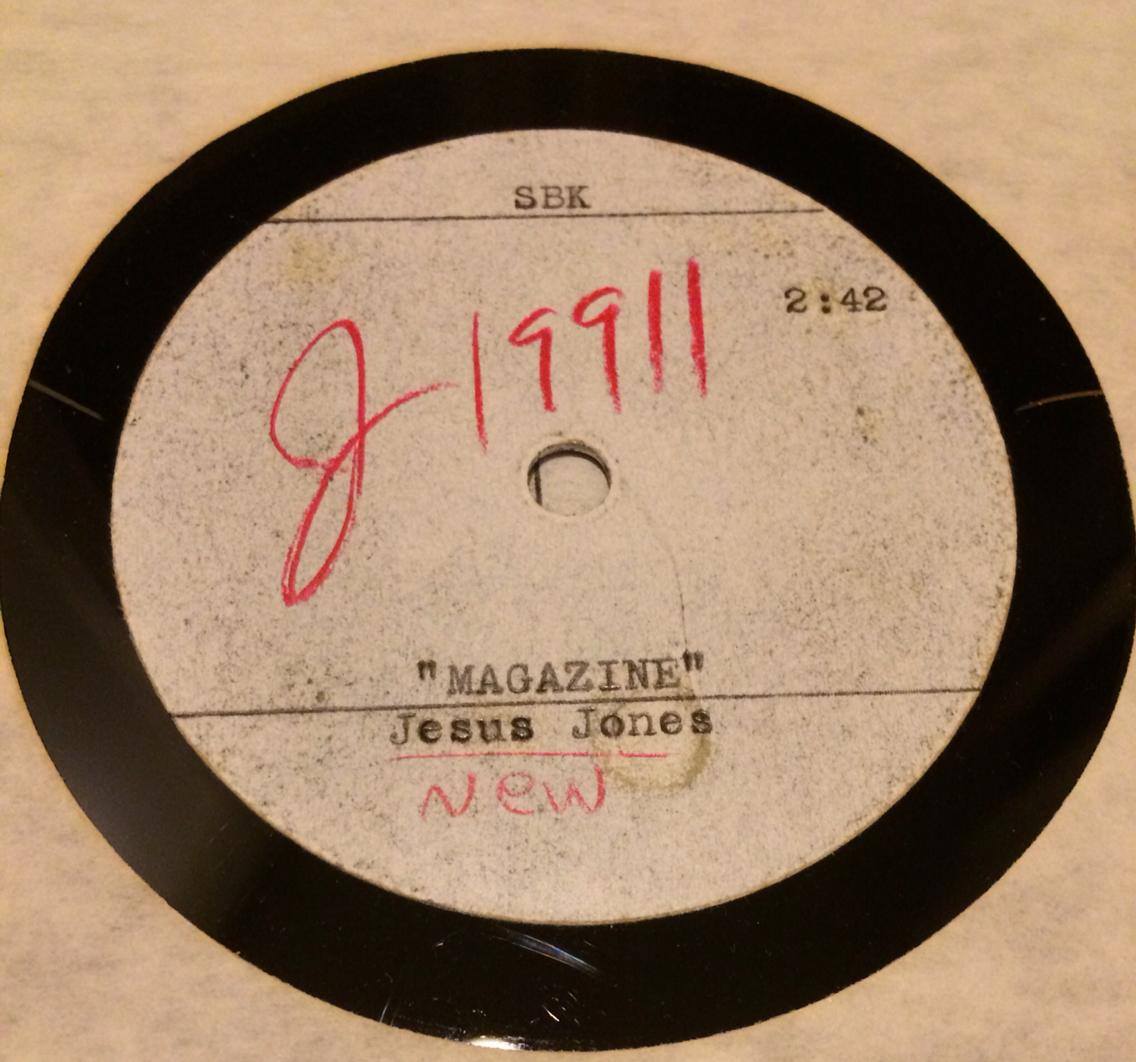 SBK
2:42
J-19911
"MAGAZINE"
Jesus Jones
New